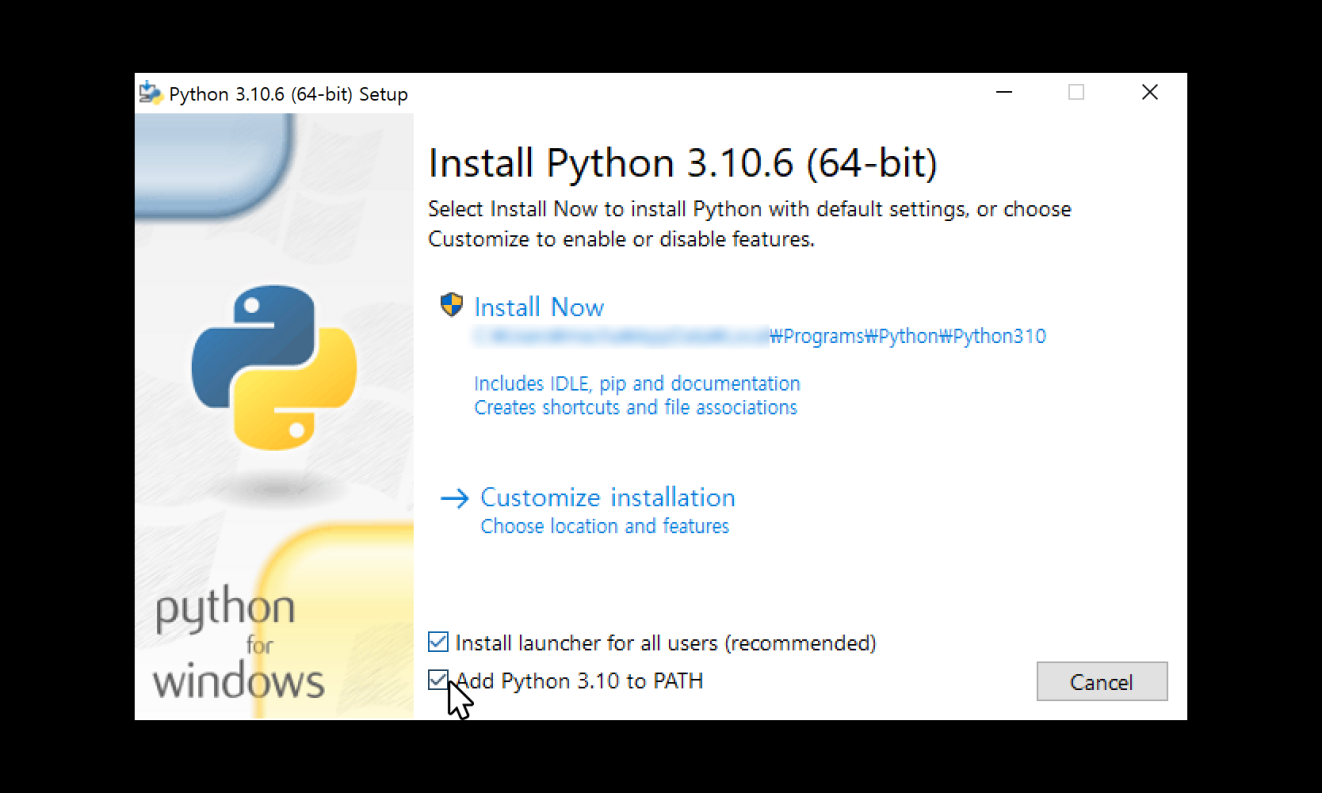 Python 3.10.6 (64-bit) Setup
Install Python 3.10.6 (64-bit)
Select Install Now to install Python with default settings, or choose
Customize to enable or disable features.
Install Now
₩Programs₩Python₩Python310
Includes IDLE, pip and documentation
Creates shortcuts and file associations
Customize installation
Choose location and features
python
for
windows
Install launcher for all users (recommended)
Add Python 3.10 to PATH
Cancel